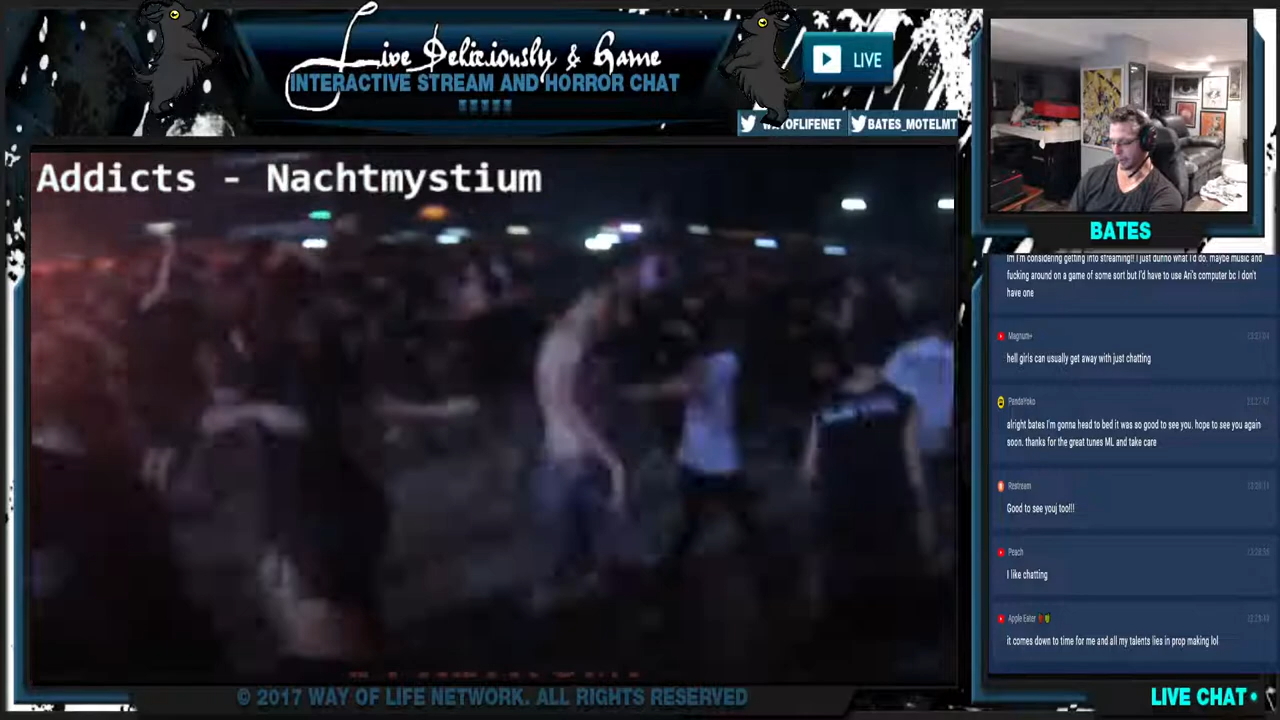 Live Deliciously & Game
INTERACTIVE STREAM AND HORROR CHAT
LIVE
WAYOFLIFENET
BATES_MOTELMT
Addicts - Nachtmystium
BATES
im I'm considering getting into streaming!! I just dunno what I'd do. maybe music and
fucking around on a game of some sort but I'd have to use Ari's computer bc I don't
have one
Magnum+
hell girls can usually get away with just chatting
PandaYoko
alright bates I'm gonna head to bed it was so good to see you. hope to see you again
soon. thanks for the great tunes ML and take care
Restream
Good to see youj too!!!
Peach
I like chatting
Apple Eater
it comes down to time for me and all my talents lies in prop making lol
© 2017 WAY OF LIFE NETWORK. ALL RIGHTS RESERVED
LIVE CHAT